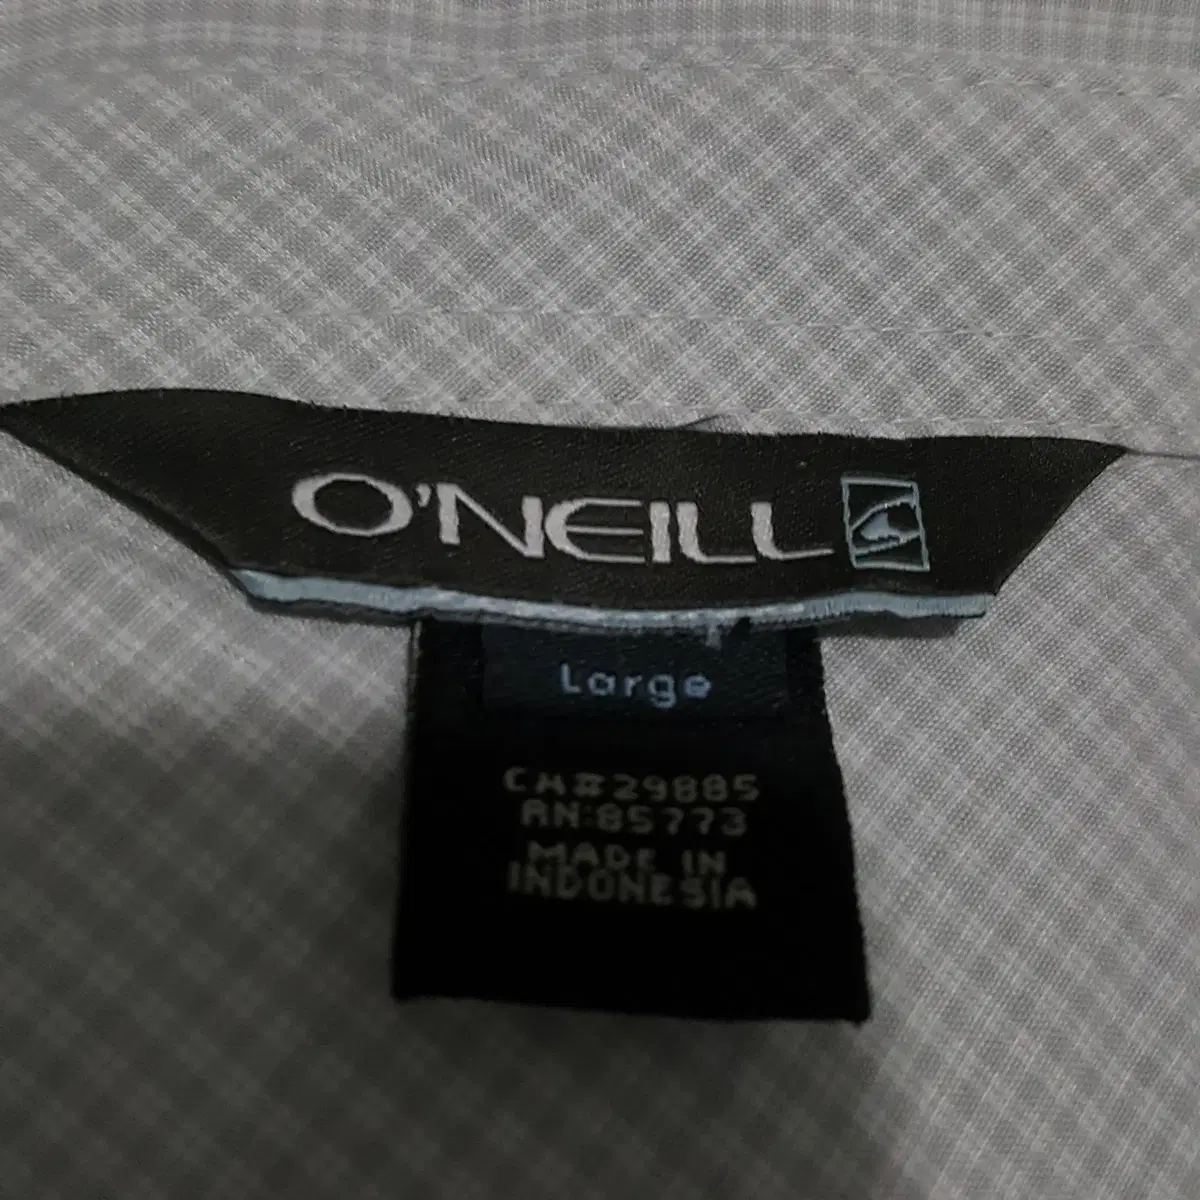 O'NEILL
Large
CA#29885
RN:85773
MADE IN
INDONESIA